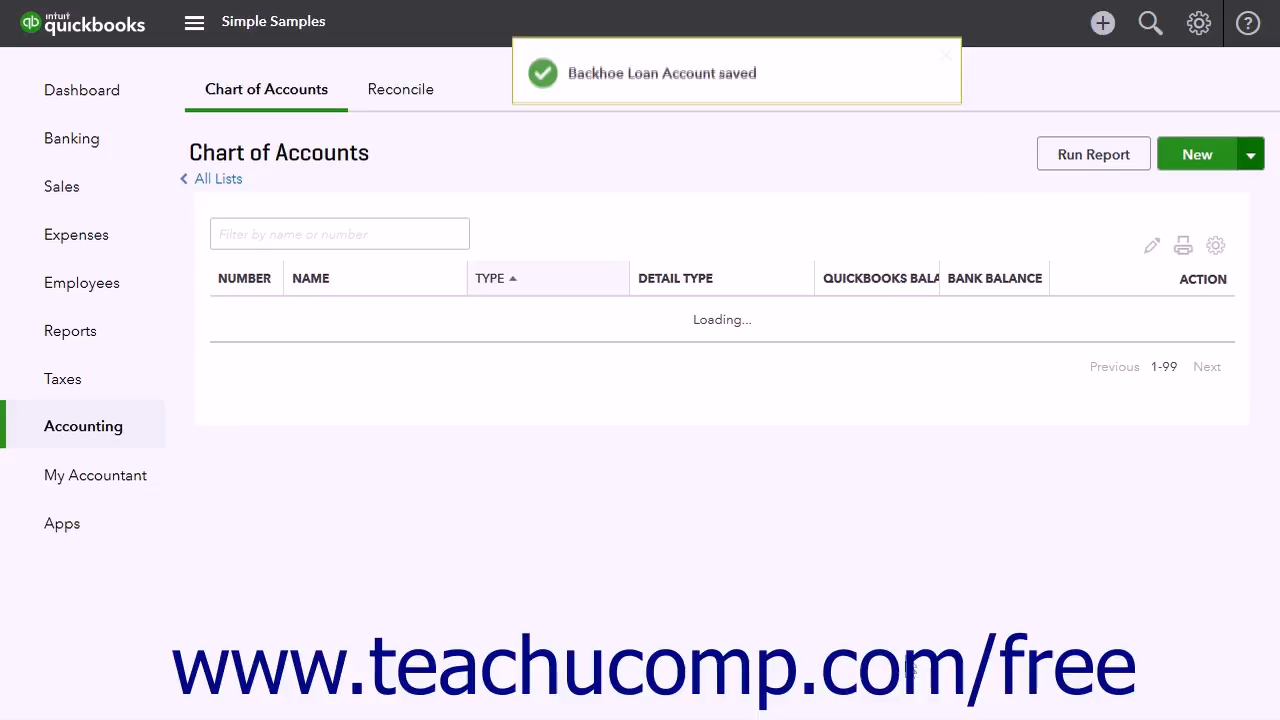 intuit
qb quickbooks
Simple Samples
Backhoe Loan Account saved
Dashboard
Banking
Sales
Expenses
Employees
Reports
Taxes
Accounting
My Accountant
Apps
Chart of Accounts
Reconcile
Chart of Accounts
All Lists
Run Report
New
Filter by name or number
NUMBER NAME TYPE DETAIL TYPE QUICKBOOKS BALA BANK BALANCE ACTION
Loading...
Previous 1-99 Next
www.teachucomp.com/free